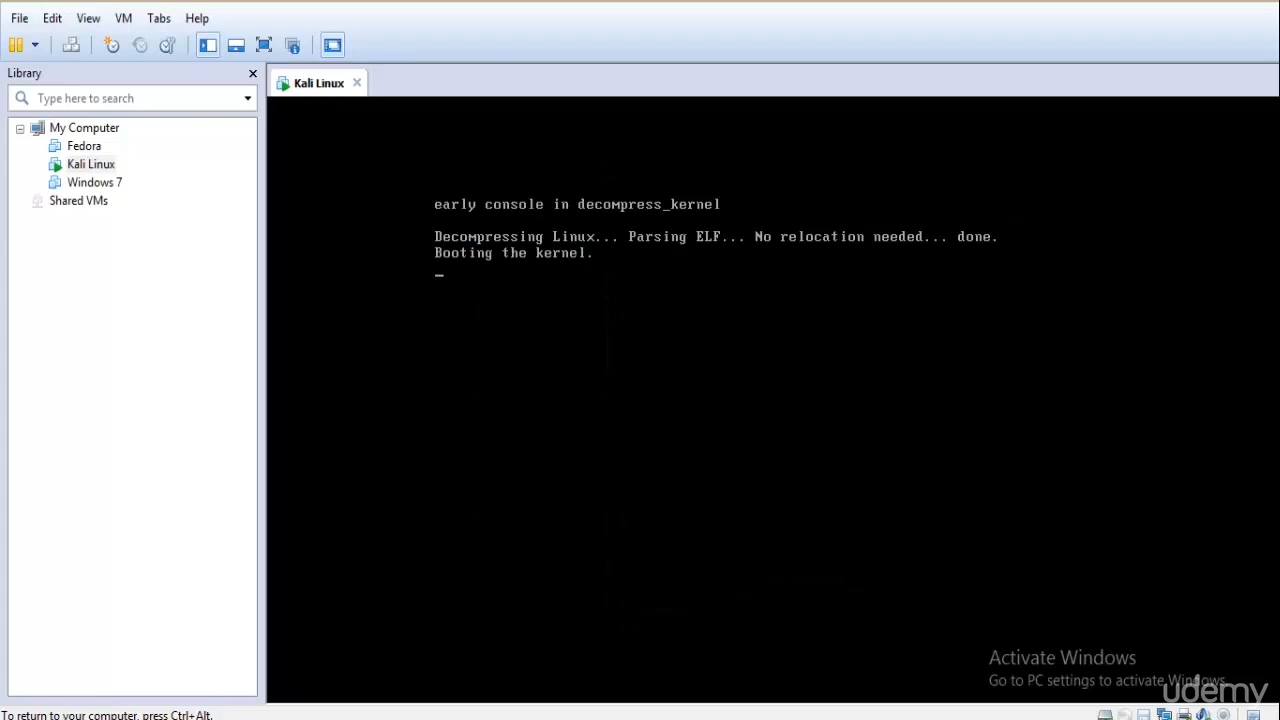 File Edit View VM Tabs Help
Library
Kali Linux
Type here to search
My Computer
Fedora
Kali Linux
Windows 7
Shared VMs
early console in decompress_kernel
Decompressing Linux... Parsing ELF... No relocation needed... done.
Booting the kernel.
_
Activate Windows
Go to PC settings to activate Windows.
udemy
To return to your computer, press Ctrl+Alt.